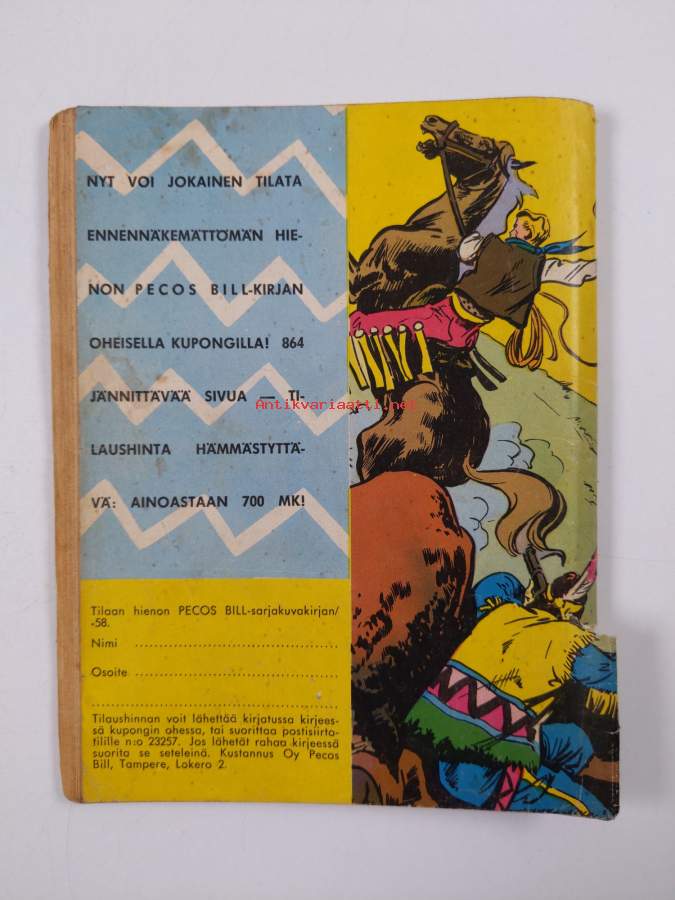 NYT VOI JOKAINEN TILATA
ENNENNÄKEMÄTTÖMÄN HIE-
NON PECOS BILL-KIRJAN
OHEISELLA KUPONGILLA! 864
JÄNNITTÄVÄÄ SIVUA — TI-
Antikvariaatti.net
LAUSHINTA HÄMMÄSTYTTÄ-
VÄ: AINOASTAAN 700 MK!
Tilaan hienon PECOS BILL-sarjakuvakirjan/
-58.
Nimi
Osoite
Tilaushinnan voit lähettää kirjatussa kirjees-
sä kupongin ohessa, tai suorittaa postisiirto-
tilille n:o 23257. Jos lähetät rahaa kirjeessä
suorita se seteleinä. Kustannus Oy Pecos
Bill, Tampere, Lokero 2.